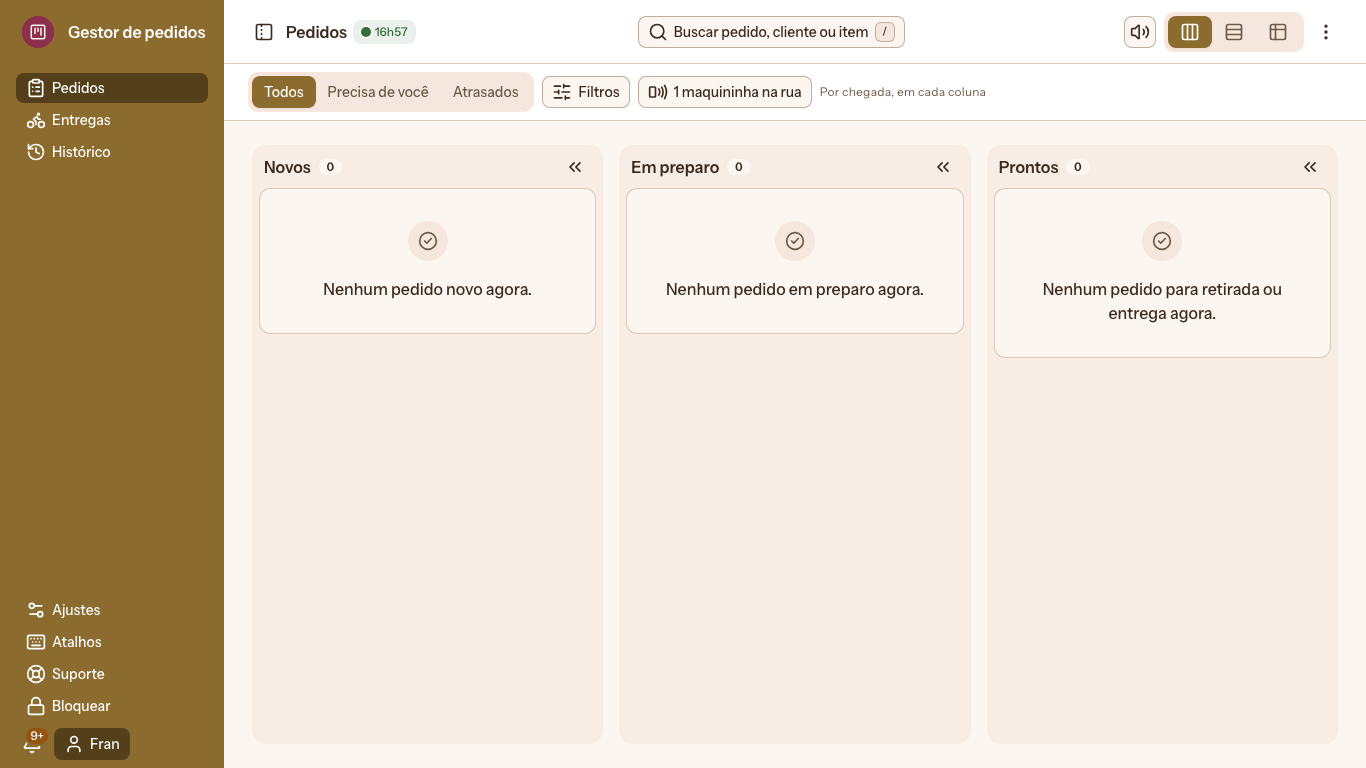 Gestor de pedidos
Pedidos
Entregas
Histórico
Ajustes
Atalhos
Suporte
Bloquear
9+
Fran
Pedidos
16h57
Buscar pedido, cliente ou item /
Todos
Precisa de você
Atrasados
Filtros
1 maquininha na rua
Por chegada, em cada coluna
Novos 0
Nenhum pedido novo agora.
Em preparo 0
Nenhum pedido em preparo agora.
Prontos 0
Nenhum pedido para retirada ou
entrega agora.